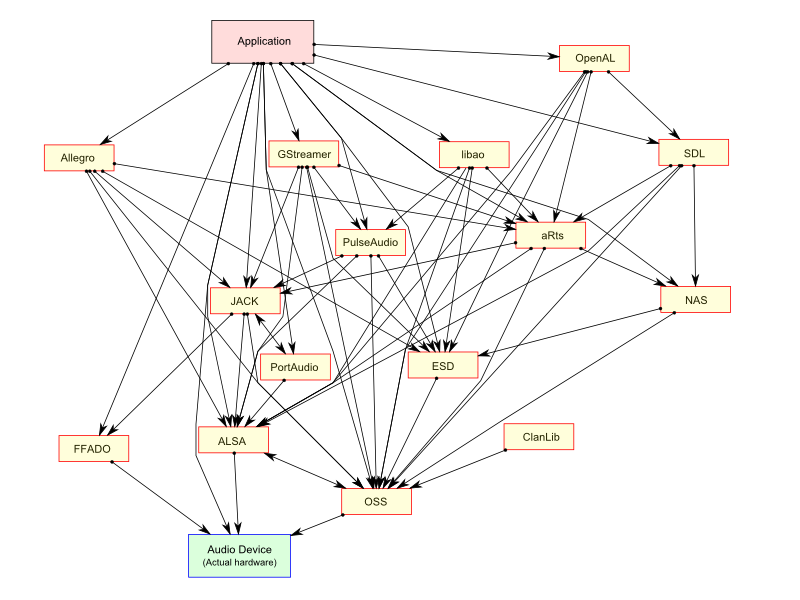 Application
OpenAL
Allegro
GStreamer
libao
SDL
PulseAudio
aRts
JACK
NAS
PortAudio
ESD
FFADO
ALSA
ClanLib
OSS
Audio Device
(Actual hardware)